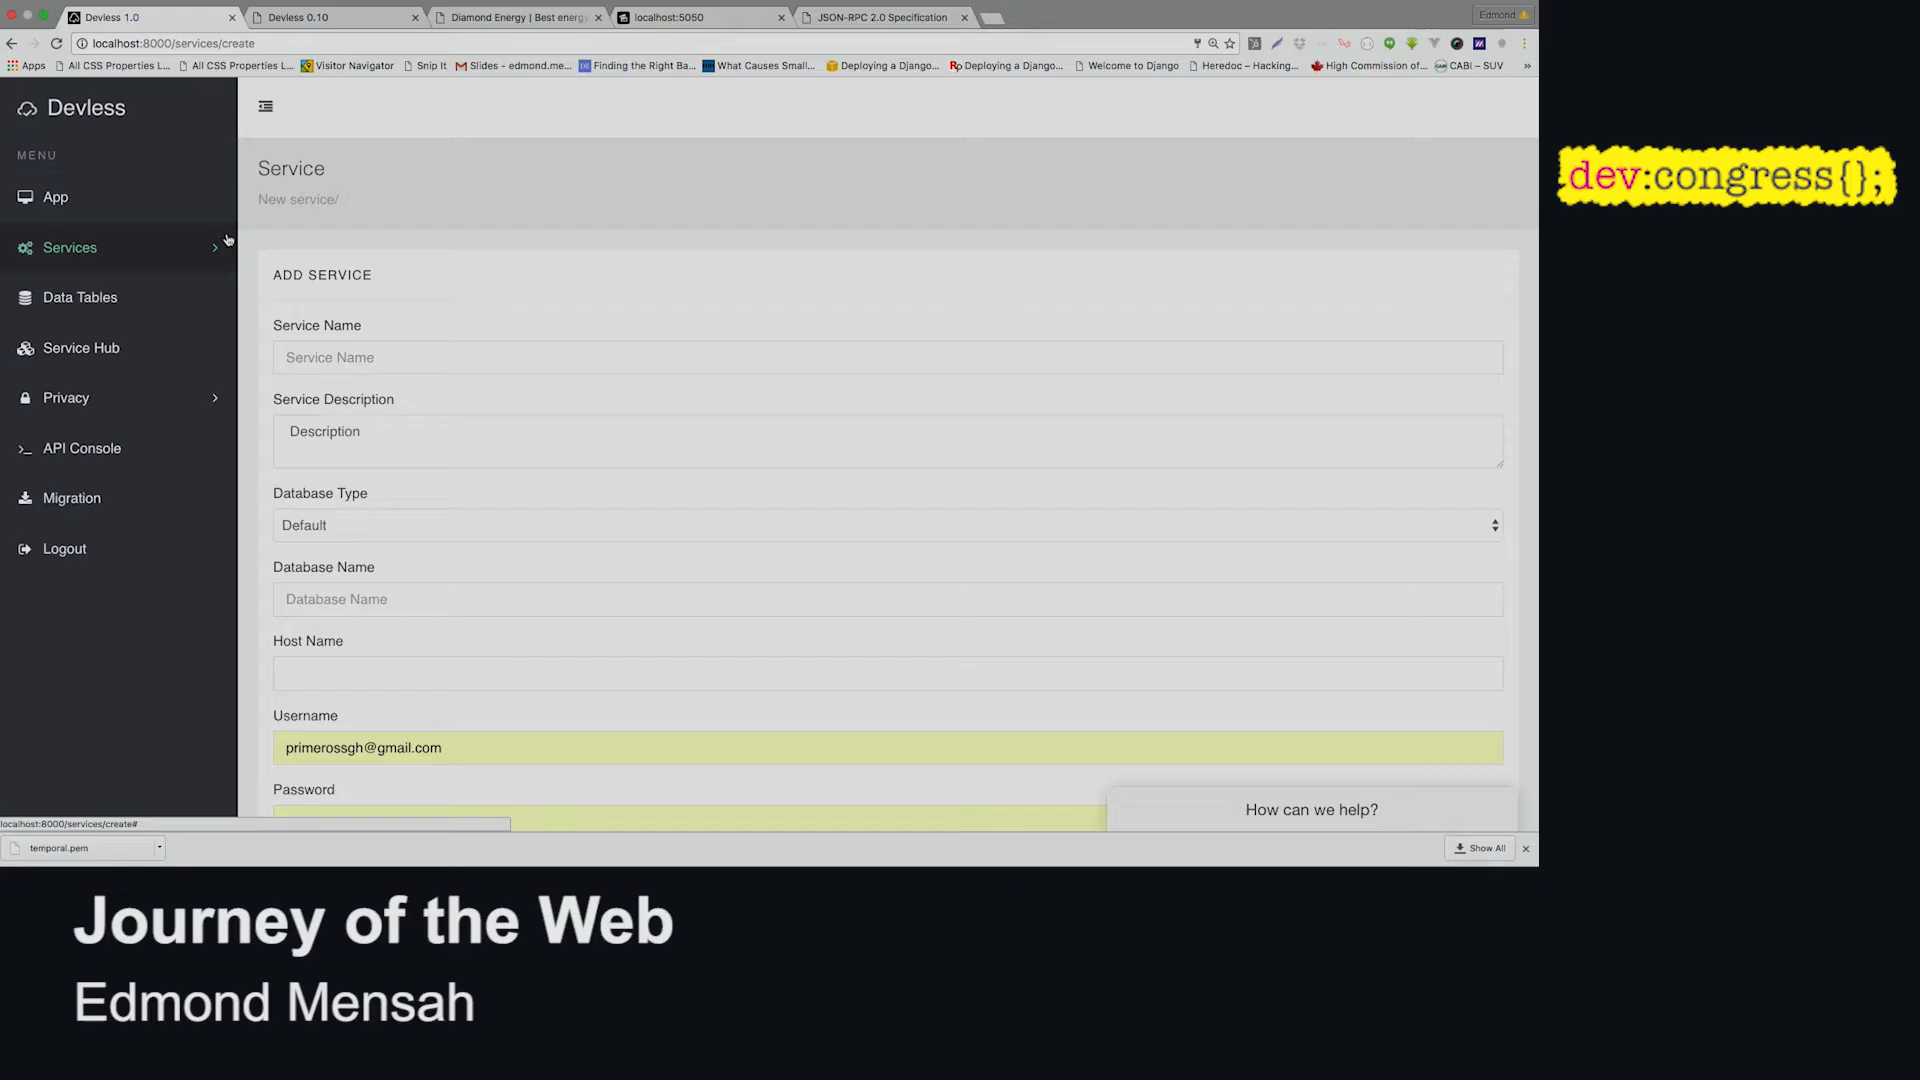 Devless 1.0
Devless 0.10
Diamond Energy | Best energy
localhost:5050
JSON-RPC 2.0 Specification
Edmond
localhost:8000/services/create
Apps
All CSS Properties L...
All CSS Properties L...
Visitor Navigator
Snip It
Slides - edmond.me...
Finding the Right Ba...
What Causes Small...
Deploying a Django...
Deploying a Django...
Welcome to Django
Heredoc – Hacking...
High Commission of...
CABI – SUV
»
Devless
MENU
App
Services
Data Tables
Service Hub
Privacy
API Console
Migration
Logout
Service
New service/
ADD SERVICE
Service Name
Service Name
Service Description
Description
Database Type
Default
Database Name
Database Name
Host Name
Username
primerossgh@gmail.com
Password
How can we help?
localhost:8000/services/create#
temporal.pem
Show All
dev:congress{};
Journey of the Web
Edmond Mensah